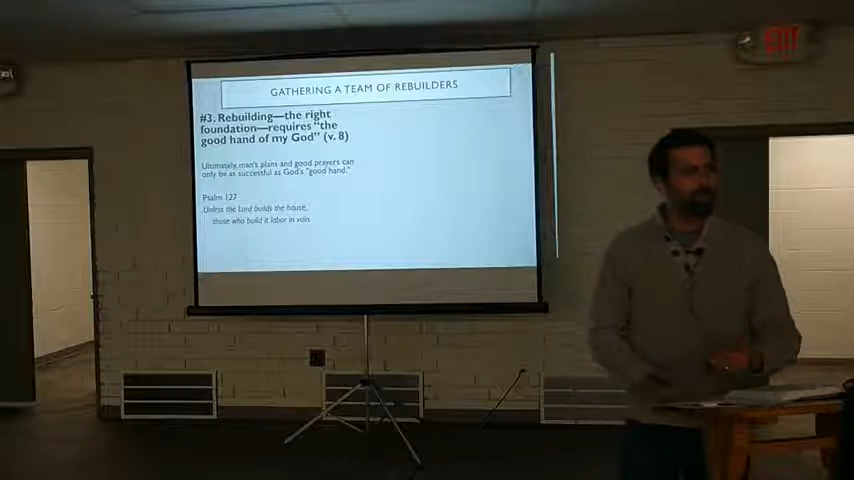 GATHERING A TEAM OF REBUILDERS
#3. Rebuilding—the right
foundation—requires "the
good hand of my God" (v. 8)
Ultimately, man's plans and good prayers can
only be as successful as God's "good hand."
Psalm 127
Unless the Lord builds the house,
those who build it labor in vain.
EXIT